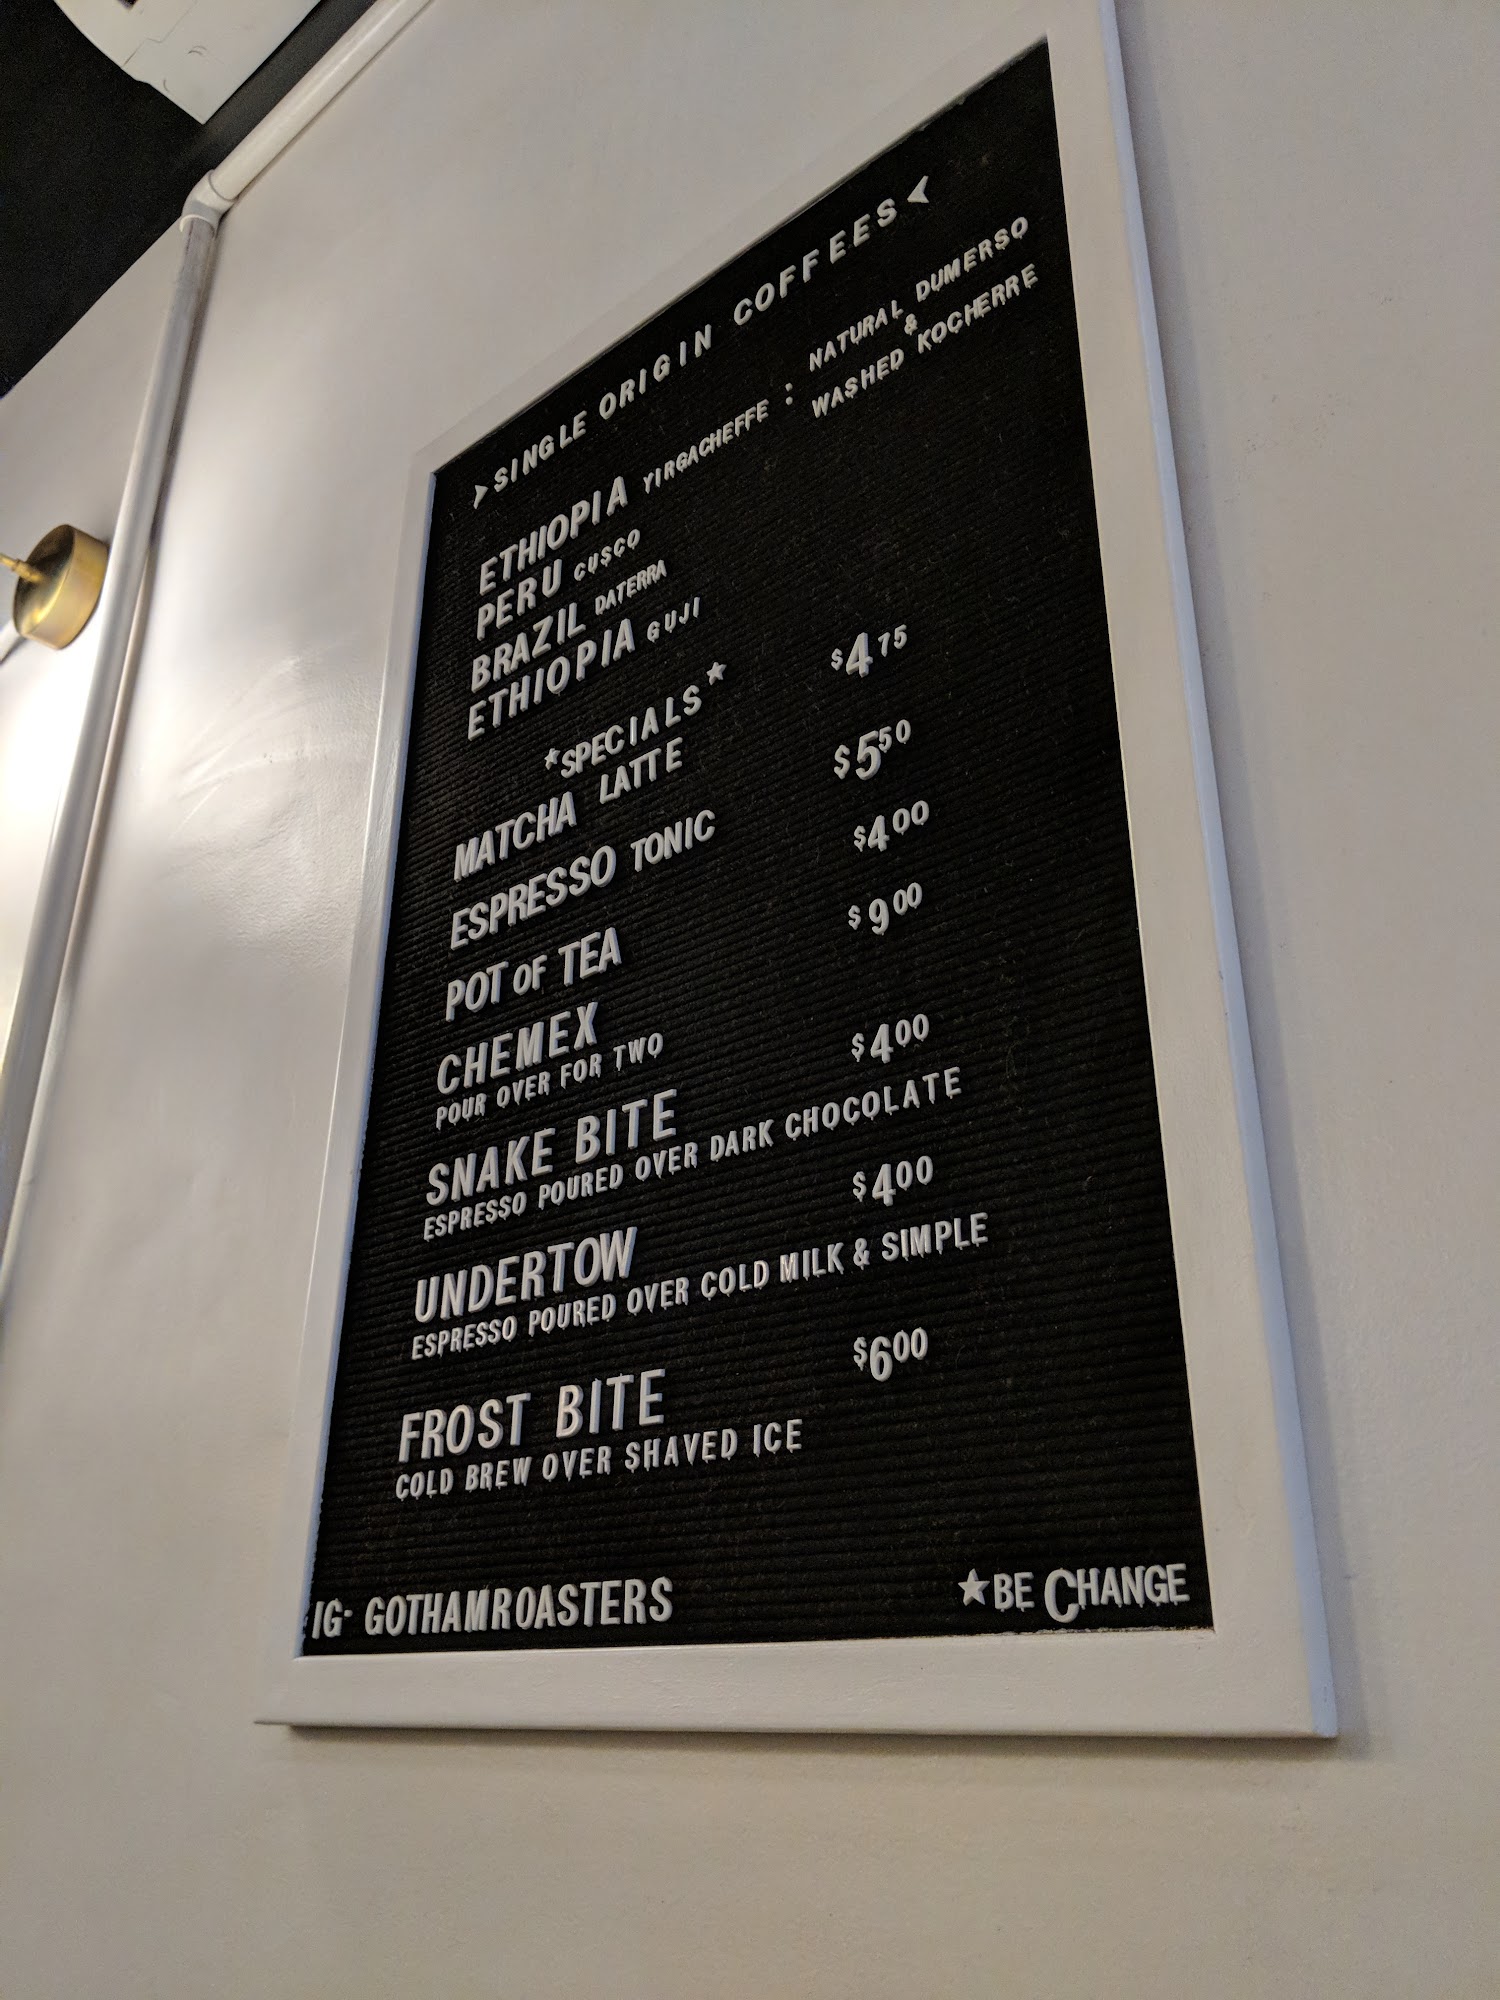 ➤SINGLE ORIGIN COFFEES➤
ETHIOPIA YIRGACHEFFE : NATURAL DUMERSO
&
WASHED KOCHERRE
PERU CUSCO
BRAZIL DATERRA
ETHIOPIA GUJI
*SPECIALS*
MATCHA LATTE $4 75
ESPRESSO TONIC $5 50
POT OF TEA $4 00
CHEMEX $9 00
POUR OVER FOR TWO
SNAKE BITE $4 00
ESPRESSO POURED OVER DARK CHOCOLATE
UNDERTOW $4 00
ESPRESSO POURED OVER COLD MILK & SIMPLE
FROST BITE $6 00
COLD BREW OVER SHAVED ICE
IG- GOTHAMROASTERS ★BE CHANGE